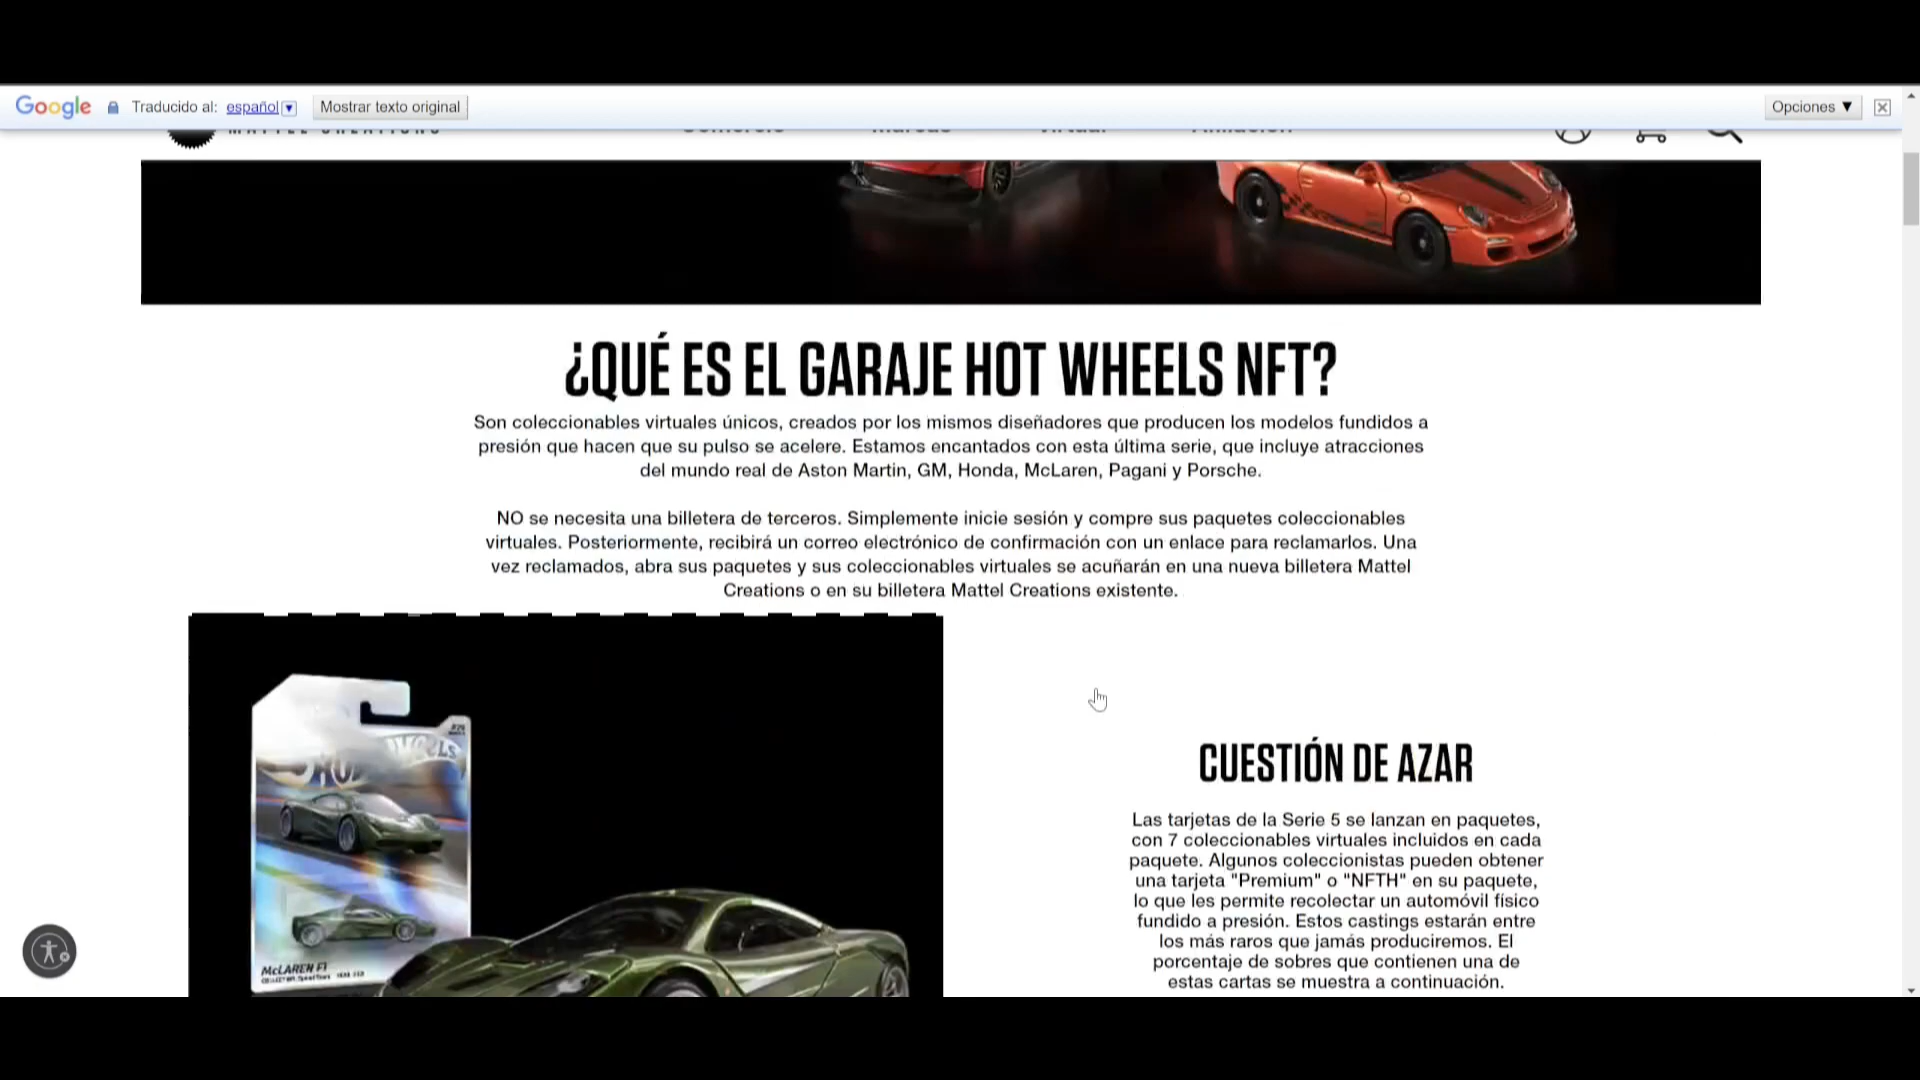 Google Traducido al: español Mostrar texto original Opciones
MATTEL CREATIONS Comercio Marcas Virtual Afiliación
¿QUÉ ES EL GARAJE HOT WHEELS NFT?
Son coleccionables virtuales únicos, creados por los mismos diseñadores que producen los modelos fundidos a
presión que hacen que su pulso se acelere. Estamos encantados con esta última serie, que incluye atracciones
del mundo real de Aston Martin, GM, Honda, McLaren, Pagani y Porsche.
NO se necesita una billetera de terceros. Simplemente inicie sesión y compre sus paquetes coleccionables
virtuales. Posteriormente, recibirá un correo electrónico de confirmación con un enlace para reclamarlos. Una
vez reclamados, abra sus paquetes y sus coleccionables virtuales se acuñarán en una nueva billetera Mattel
Creations o en su billetera Mattel Creations existente.
McLAREN F1
CUESTIÓN DE AZAR
Las tarjetas de la Serie 5 se lanzan en paquetes,
con 7 coleccionables virtuales incluidos en cada
paquete. Algunos coleccionistas pueden obtener
una tarjeta "Premium" o "NFTH" en su paquete,
lo que les permite recolectar un automóvil físico
fundido a presión. Estos castings estarán entre
los más raros que jamás produciremos. El
porcentaje de sobres que contienen una de
estas cartas se muestra a continuación.